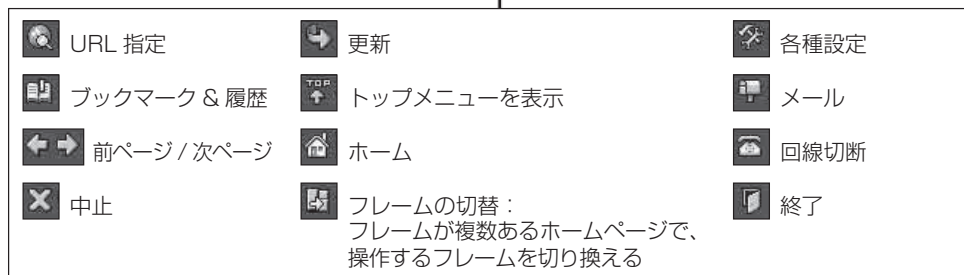 URL 指定
ブックマーク & 履歴
前ページ / 次ページ
中止
更新
TOP
トップメニューを表示
ホーム
フレームの切替：
フレームが複数あるホームページで、
操作するフレームを切り換える
各種設定
メール
回線切断
終了